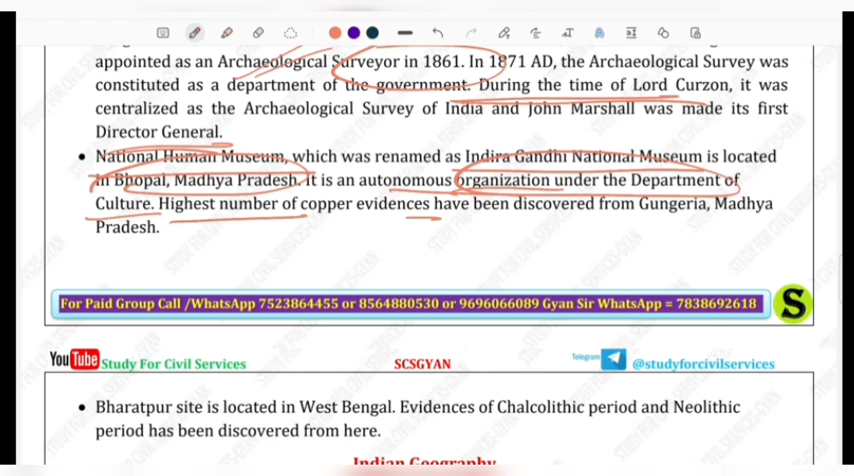 appointed as an Archaeological Surveyor in 1861. In 1871 AD, the Archaeological Survey was
constituted as a department of the government. During the time of Lord Curzon, it was
centralized as the Archaeological Survey of India and John Marshall was made its first
Director General.
• National Human Museum, which was renamed as Indira Gandhi National Museum is located
in Bhopal, Madhya Pradesh. it is an autonomous organization under the Department of
Culture. Highest number of copper evidences have been discovered from Gungeria, Madhya
Pradesh.
For Paid Group Call /WhatsApp 7523864455 or 8564880530 or 9696066089 Gyan Sir WhatsApp = 7838692618
S
YouTube Study For Civil Services SCSGYAN Telegram @studyforcivilservices
• Bharatpur site is located in West Bengal. Evidences of Chalcolithic period and Neolithic
period has been discovered from here.
Indian Geography